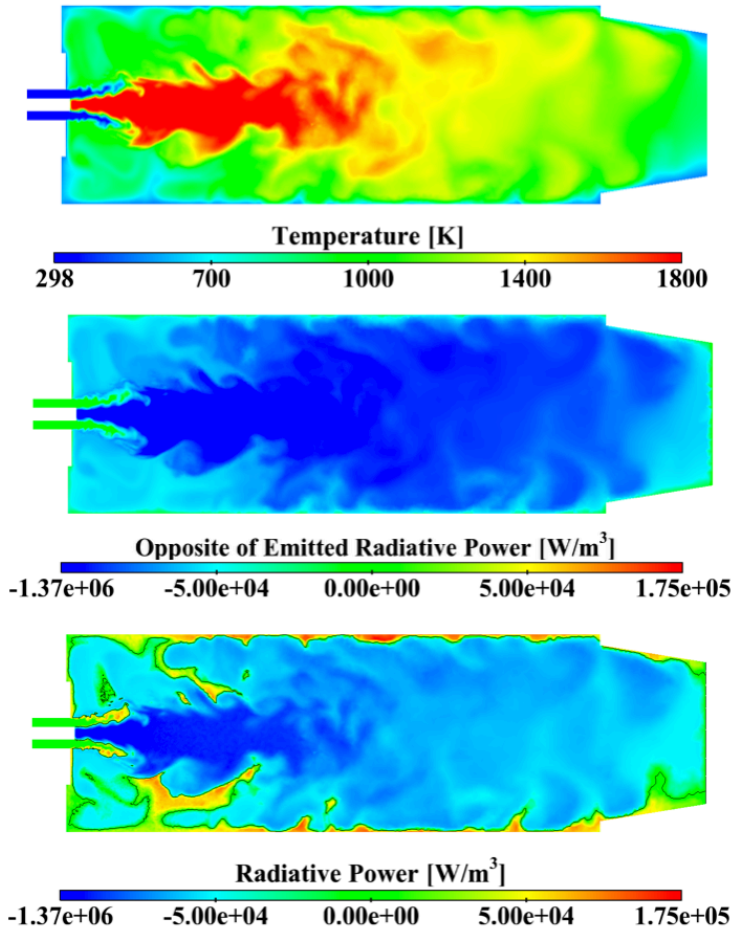 Temperature [K]
298 700 1000 1400 1800
Opposite of Emitted Radiative Power [W/m³]
-1.37e+06 -5.00e+04 0.00e+00 5.00e+04 1.75e+05
Radiative Power [W/m³]
-1.37e+06 -5.00e+04 0.00e+00 5.00e+04 1.75e+05